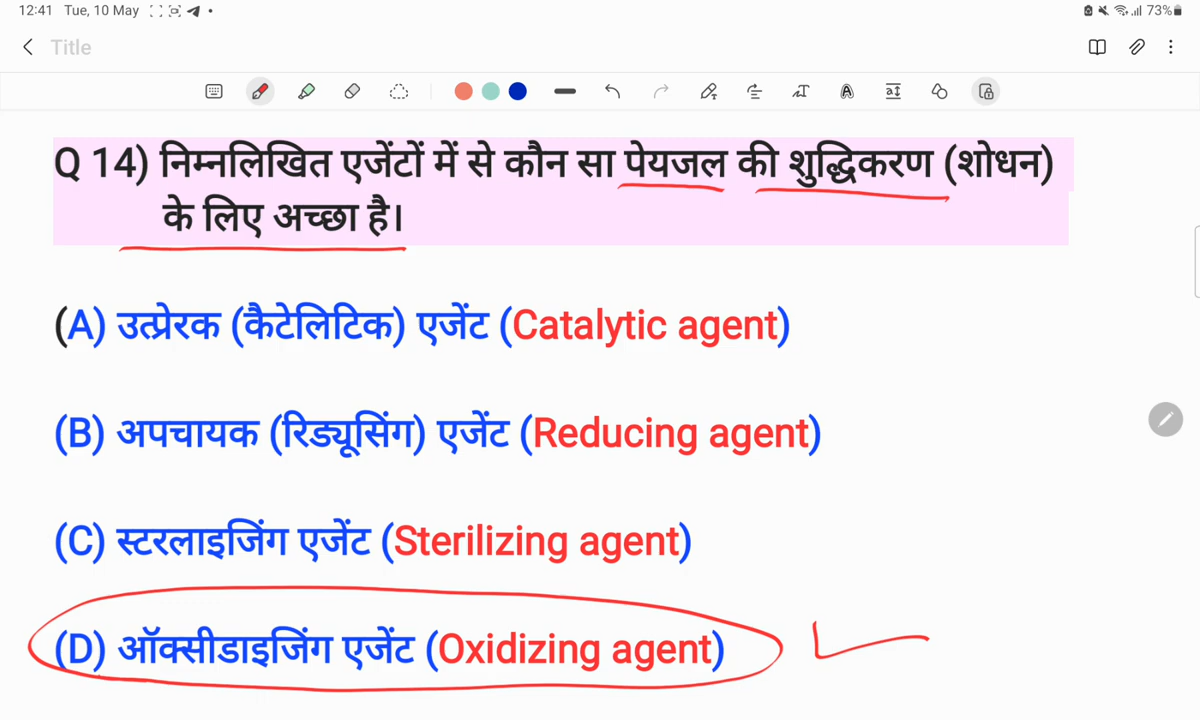 12:41 Tue, 10 May 73%
Title
Q 14) निम्नलिखित एजेंटों में से कौन सा पेयजल की शुद्धिकरण (शोधन)
के लिए अच्छा है।
(A) उत्प्रेरक (कैटेलिटिक) एजेंट (Catalytic agent)
(B) अपचायक (रिड्यूसिंग) एजेंट (Reducing agent)
(C) स्टरलाइजिंग एजेंट (Sterilizing agent)
(D) ऑक्सीडाइजिंग एजेंट (Oxidizing agent)